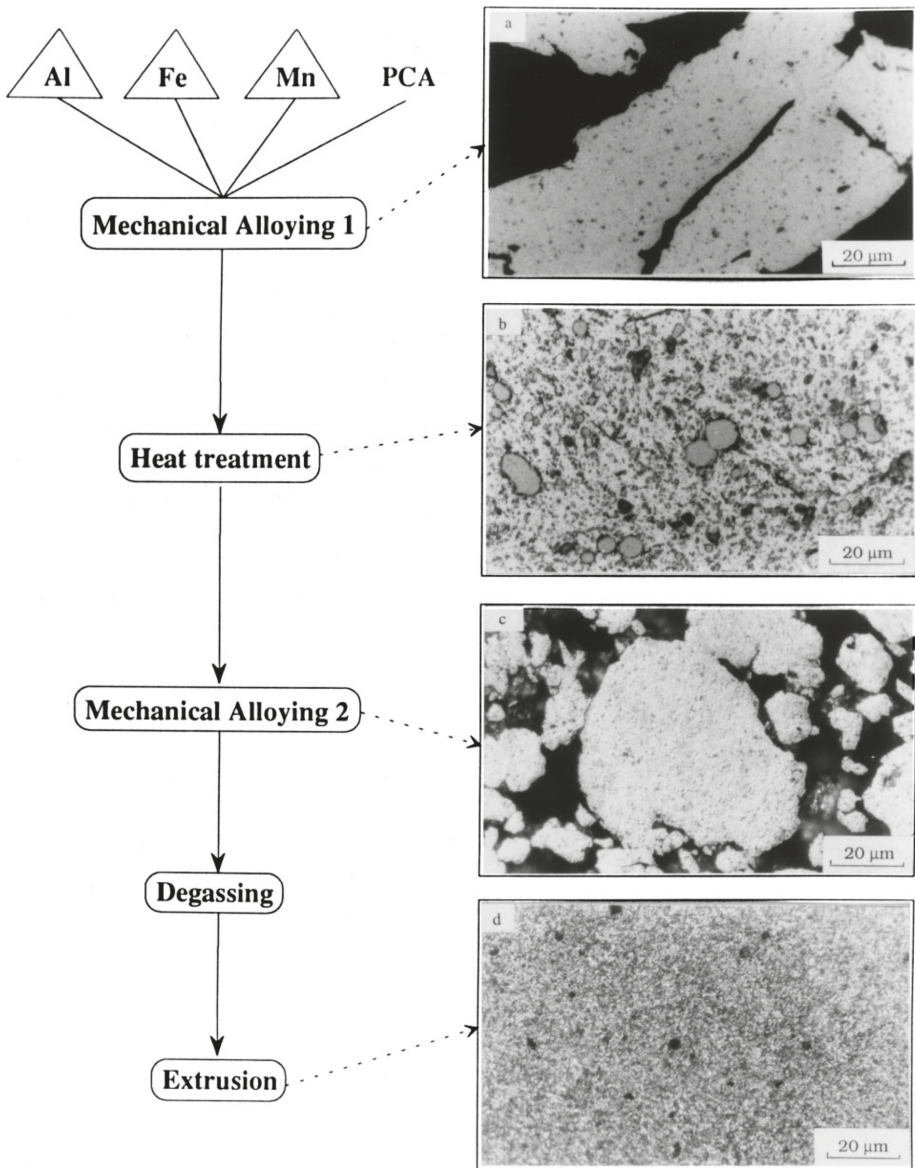 Al
Fe
Mn
PCA
Mechanical Alloying 1
Heat treatment
Mechanical Alloying 2
Degassing
Extrusion
a
20 μm
b
20 μm
c
20 μm
d
20 μm